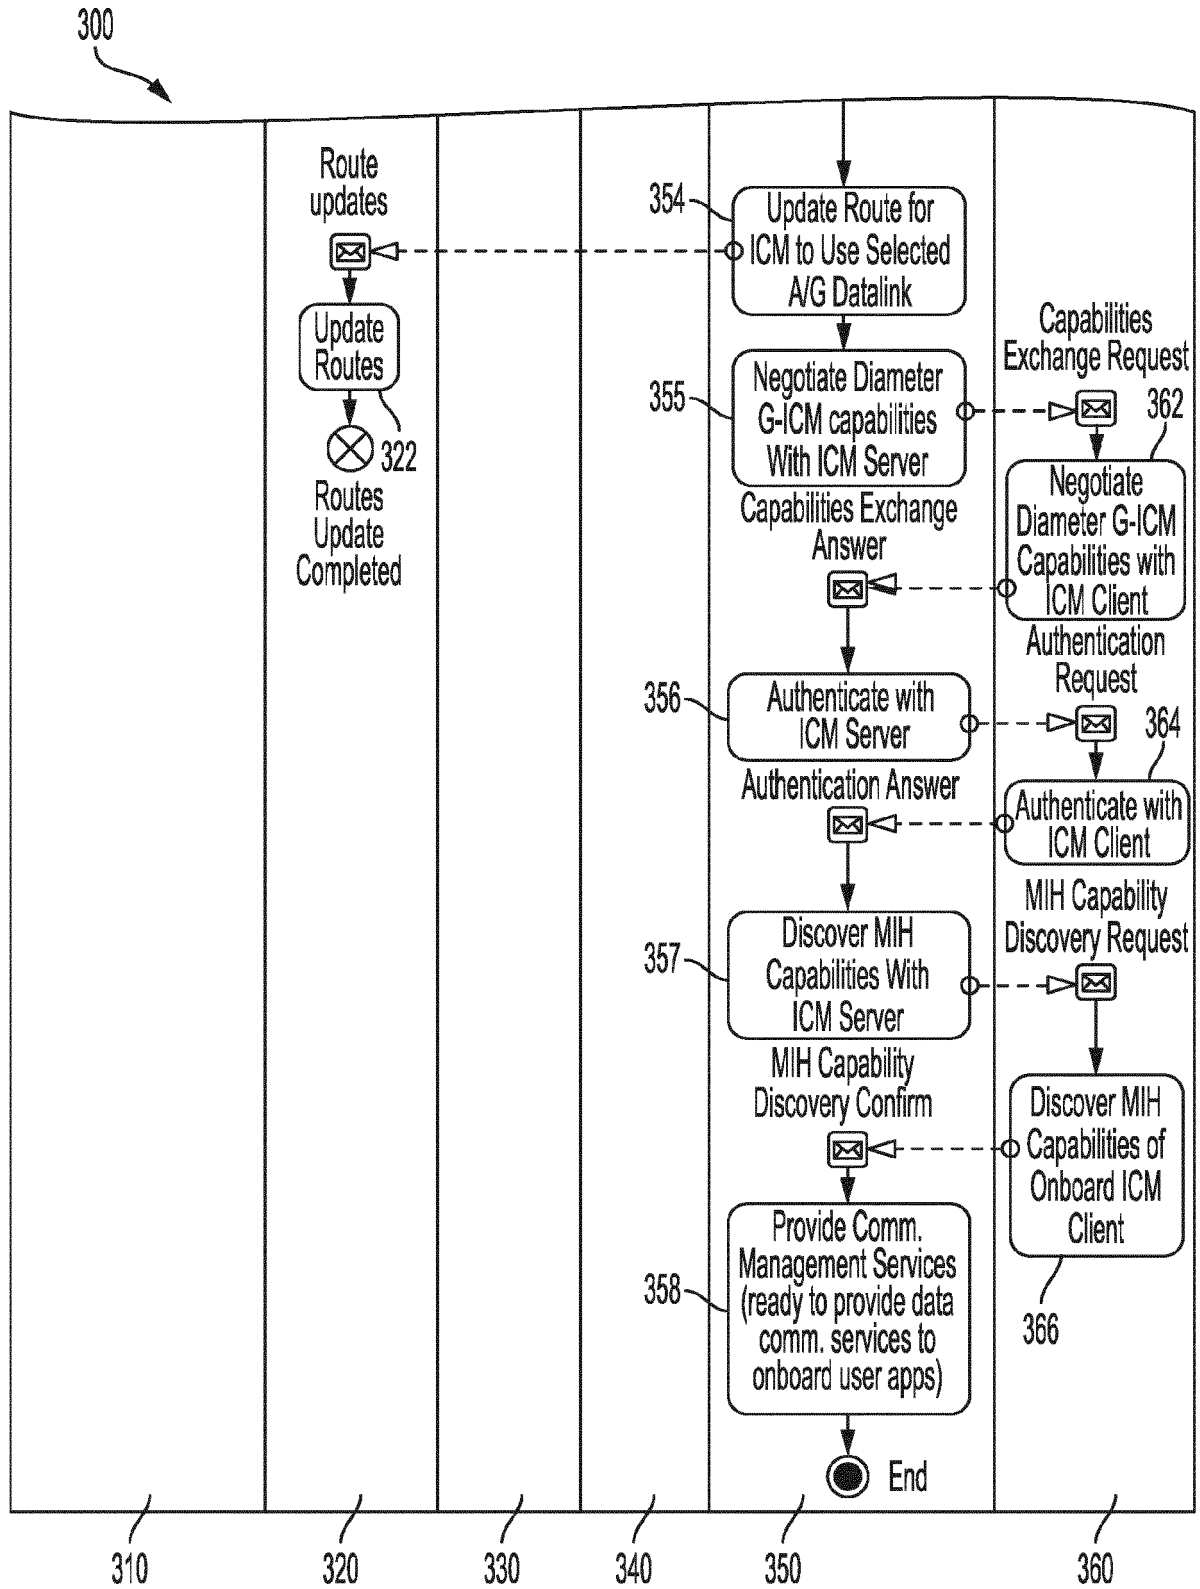 300
Route
updates
Update
Routes
322
Routes
Update
Completed
354
Update Route for
ICM to Use Selected
A/G Datalink
355
Negotiate Diameter
G-ICM capabilities
With ICM Server
Capabilities
Exchange Request
362
Negotiate
Diameter G-ICM
Capabilities with
ICM Client
Capabilities Exchange
Answer
356
Authenticate with
ICM Server
Authentication
Request
364
Authenticate with
ICM Client
Authentication Answer
357
Discover MIH
Capabilities With
ICM Server
MIH Capability
Discovery Request
Discover MIH
Capabilities of
Onboard ICM
Client
366
MIH Capability
Discovery Confirm
358
Provide Comm.
Management Services
(ready to provide data
comm. services to
onboard user apps)
End
310
320
330
340
350
360